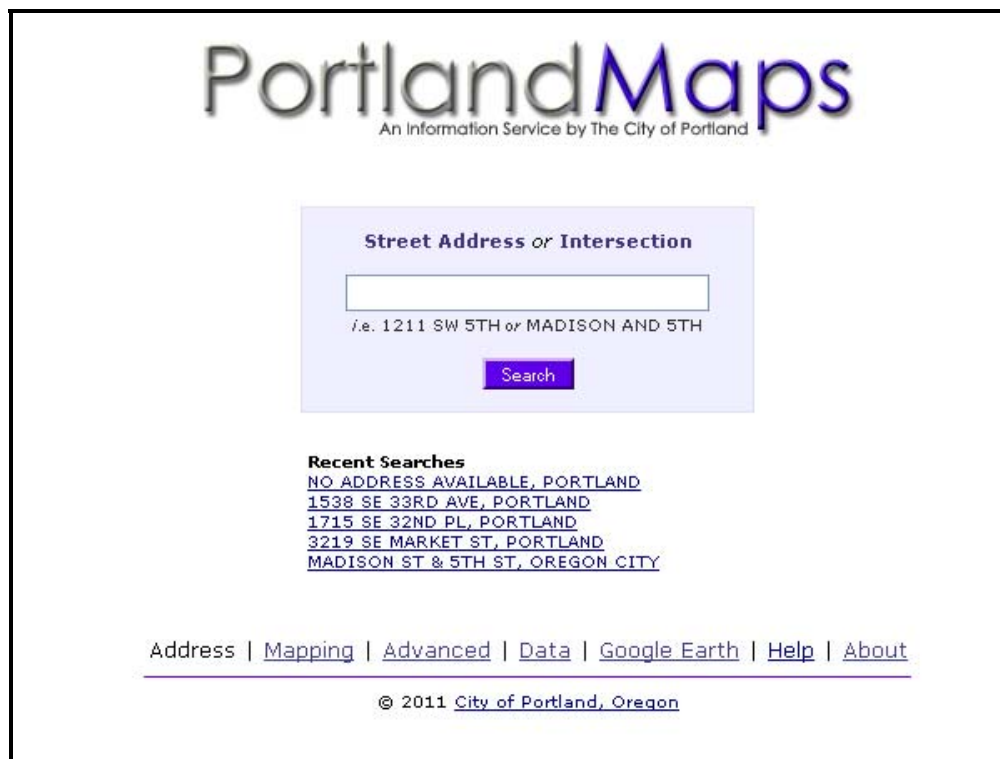 PortlandMaps
An Information Service by The City of Portland
Street Address or Intersection
i.e. 1211 SW 5TH or MADISON AND 5TH
Search
Recent Searches
NO ADDRESS AVAILABLE, PORTLAND
1538 SE 33RD AVE, PORTLAND
1715 SE 32ND PL, PORTLAND
3219 SE MARKET ST, PORTLAND
MADISON ST & 5TH ST, OREGON CITY
Address | Mapping | Advanced | Data | Google Earth | Help | About
© 2011 City of Portland, Oregon